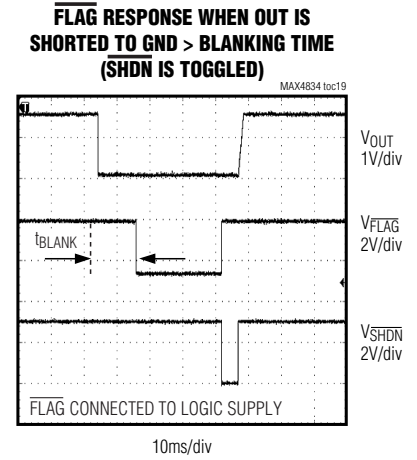 FLAG RESPONSE WHEN OUT IS
SHORTED TO GND > BLANKING TIME
(SHDN IS TOGGLED)
MAX4834 toc19
VOUT
1V/div
tBLANK
VFLAG
2V/div
VSHDN
2V/div
FLAG CONNECTED TO LOGIC SUPPLY
10ms/div